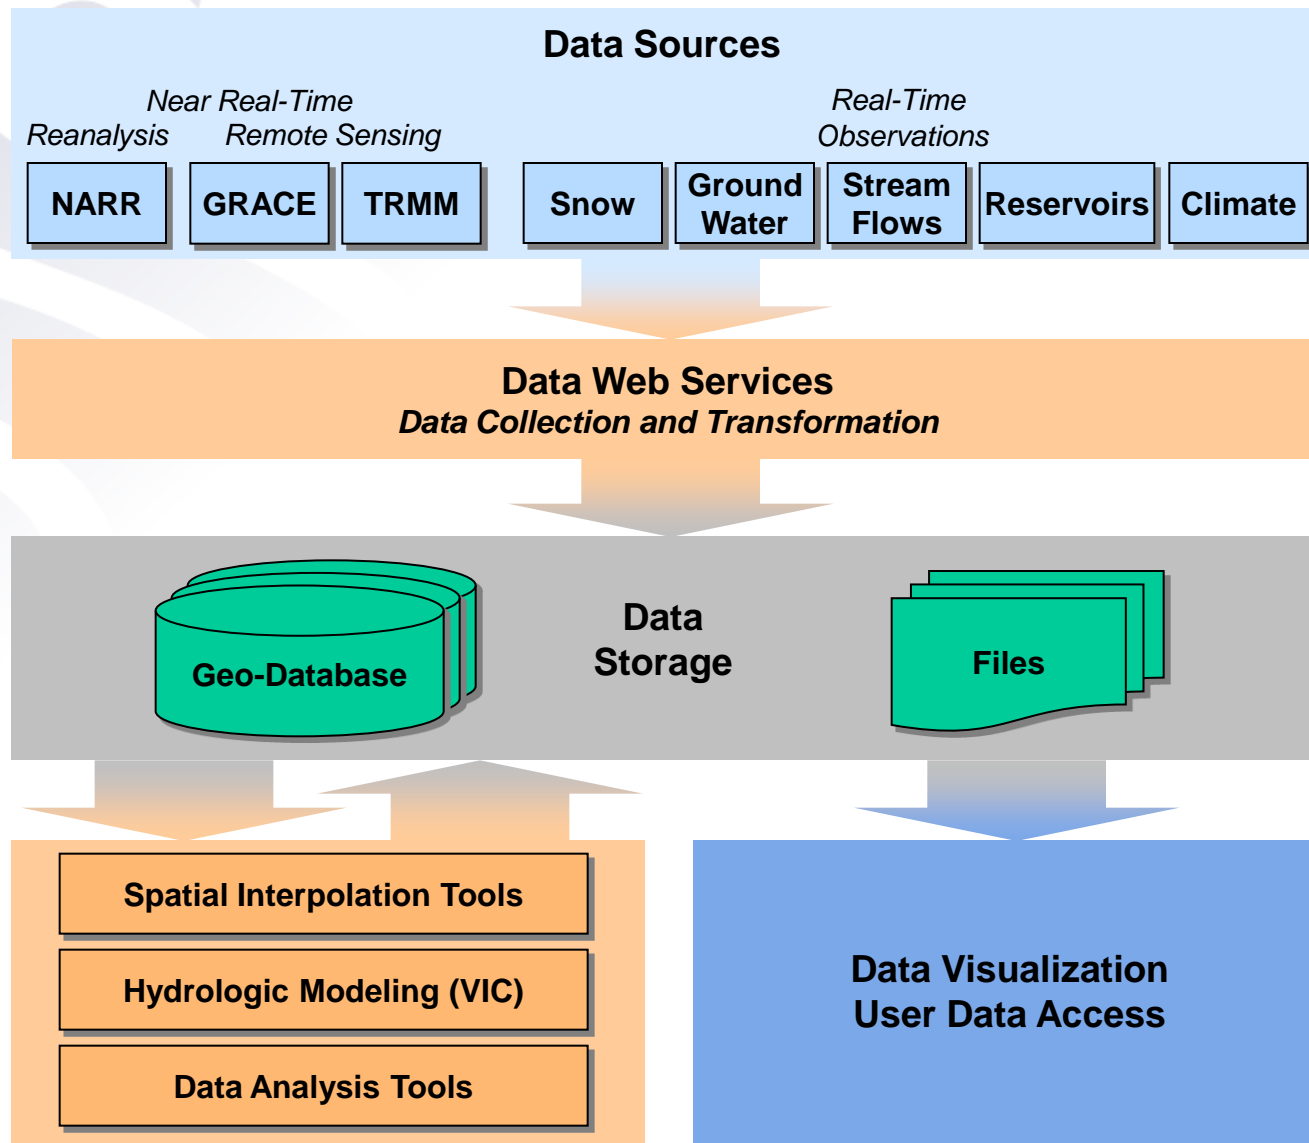 Data Sources
Near Real-Time
Reanalysis
Remote Sensing
Real-Time
Observations
NARR
GRACE
TRMM
Snow
Ground
Water
Stream
Flows
Reservoirs
Climate
Data Web Services
Data Collection and Transformation
Geo-Database
Data
Storage
Files
Spatial Interpolation Tools
Hydrologic Modeling (VIC)
Data Analysis Tools
Data Visualization
User Data Access